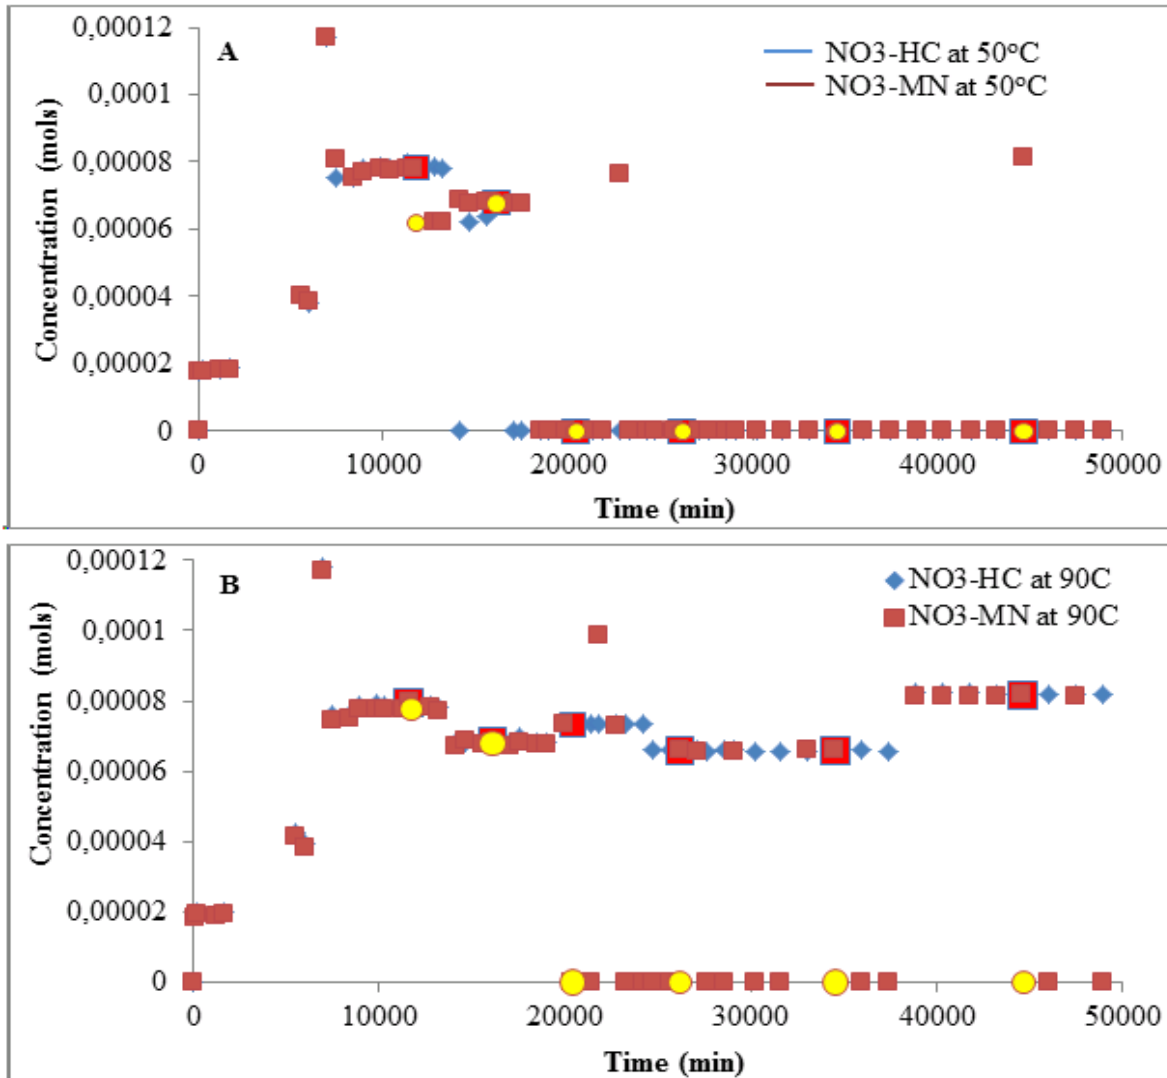 A
NO3-HC at 50°C
NO3-MN at 50°C
Concentration (mols)
0,00012
0,0001
0,00008
0,00006
0,00004
0,00002
0
0 10000 20000 30000 40000 50000
Time (min)
B
NO3-HC at 90C
NO3-MN at 90C
Concentration (mols)
0,00012
0,0001
0,00008
0,00006
0,00004
0,00002
0
0 10000 20000 30000 40000 50000
Time (min)